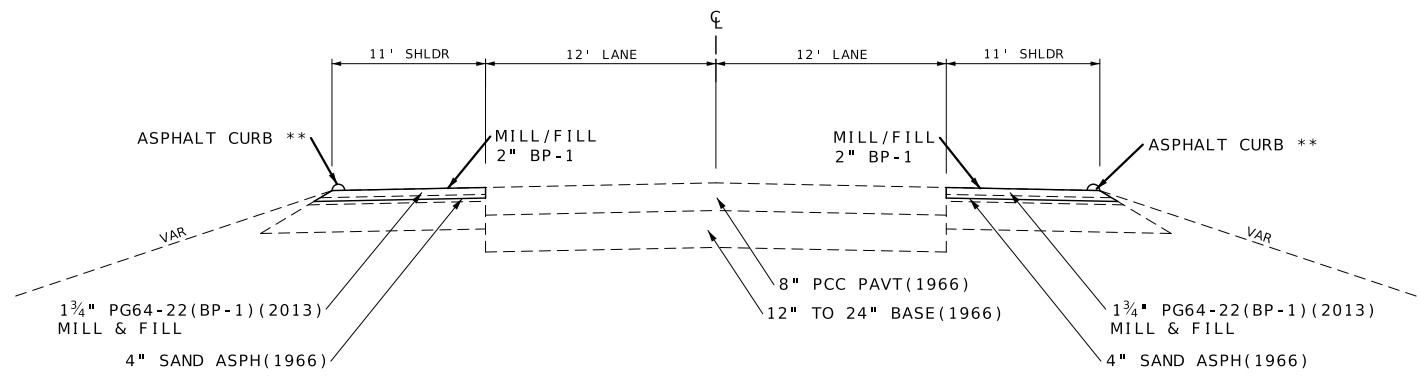 ℄
11' SHLDR
12' LANE
12' LANE
11' SHLDR
ASPHALT CURB **
MILL/FILL
2" BP-1
MILL/FILL
2" BP-1
ASPHALT CURB **
VAR
VAR
1¾" PG64-22(BP-1)(2013)
MILL & FILL
4" SAND ASPH(1966)
8" PCC PAVT(1966)
12" TO 24" BASE(1966)
1¾" PG64-22(BP-1)(2013)
MILL & FILL
4" SAND ASPH(1966)